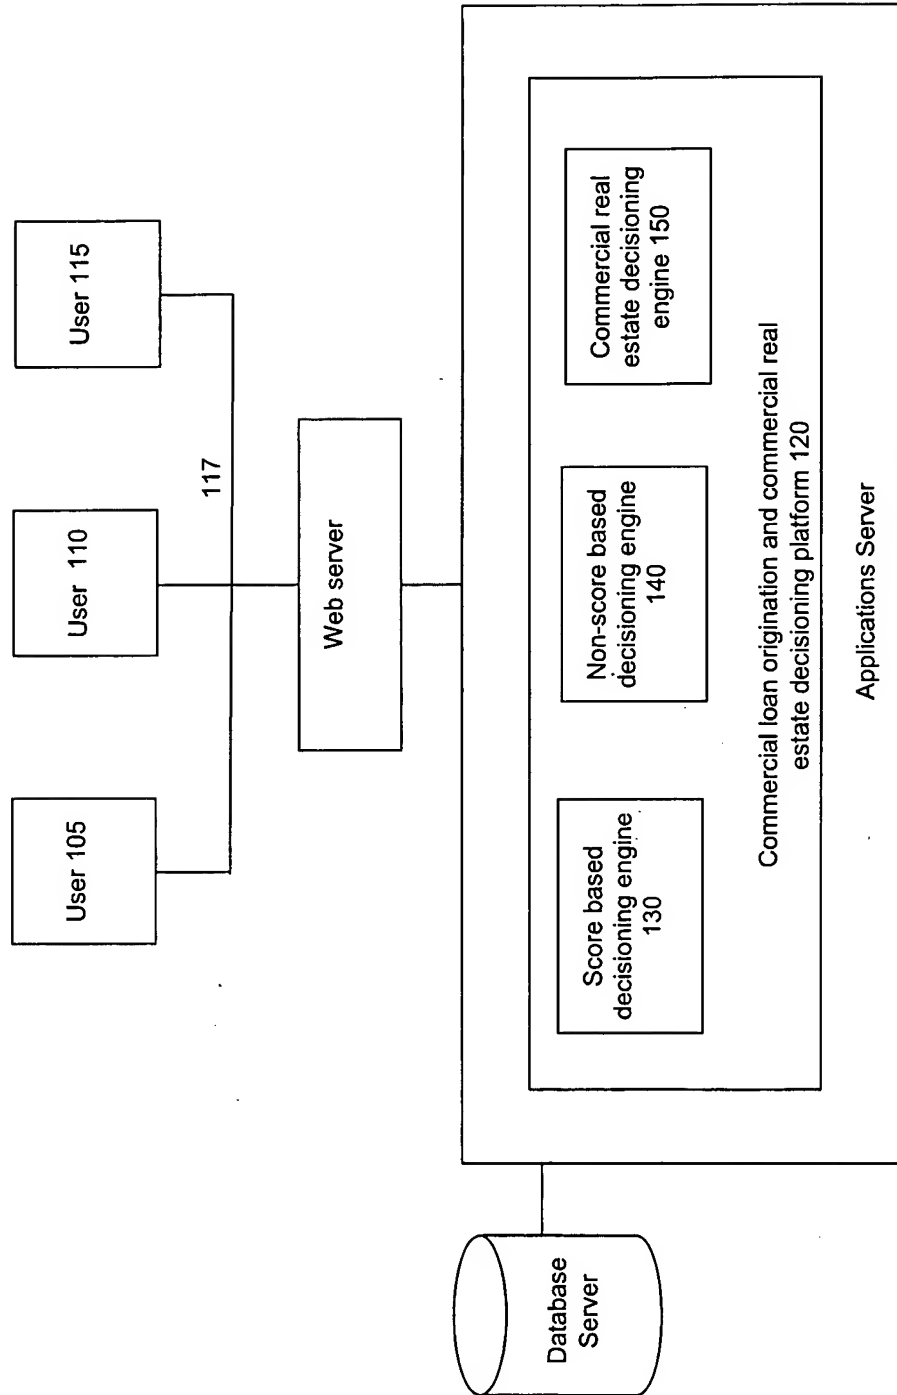 User 105
User 110
User 115
117
Web server
Score based
decisioning engine
130
Non-score based
decisioning engine
140
Commercial real
estate decisioning
engine 150
Commercial loan origination and commercial real
estate decisioning platform 120
Applications Server
Database
Server